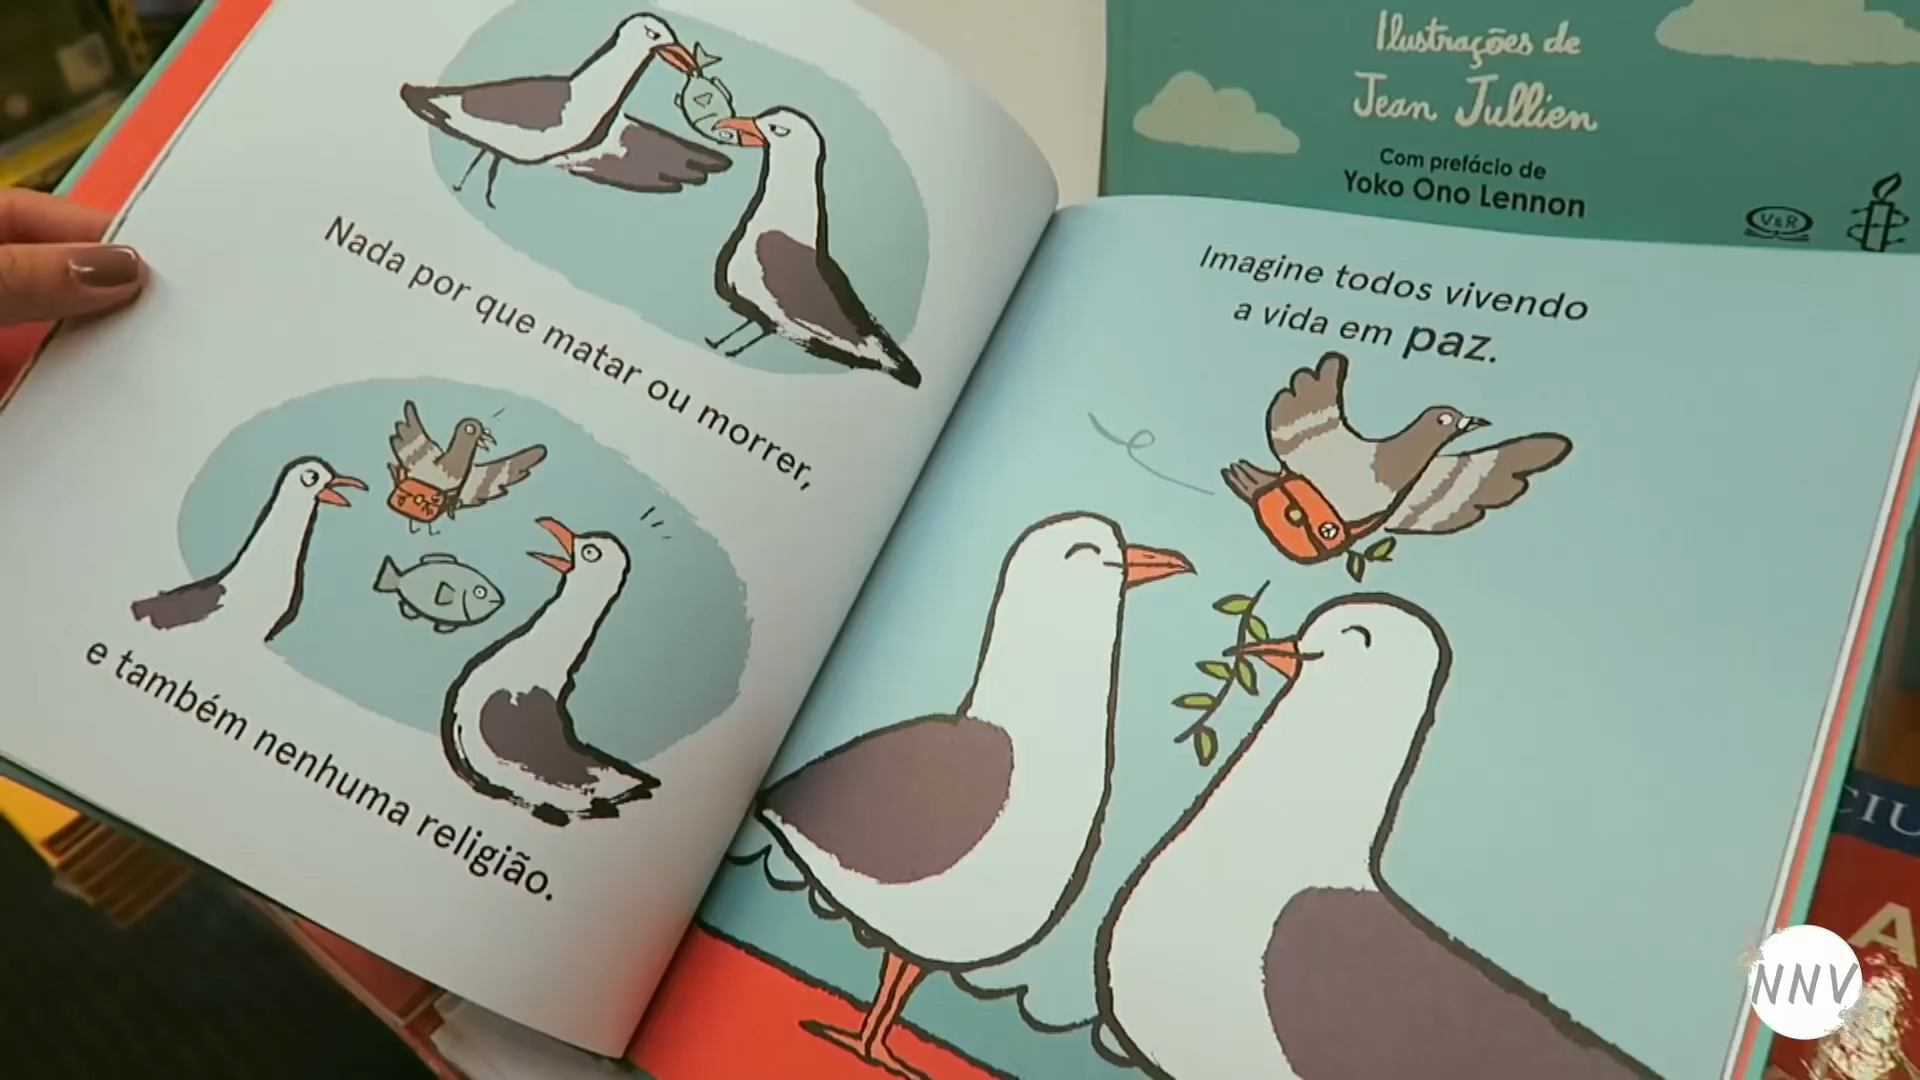 Ilustrações de
Jean Jullien
Com prefácio de
Yoko Ono Lennon
V&R
Nada por que matar ou morrer,
e também nenhuma religião.
Imagine todos vivendo
a vida em paz.
CIU
A
NNV